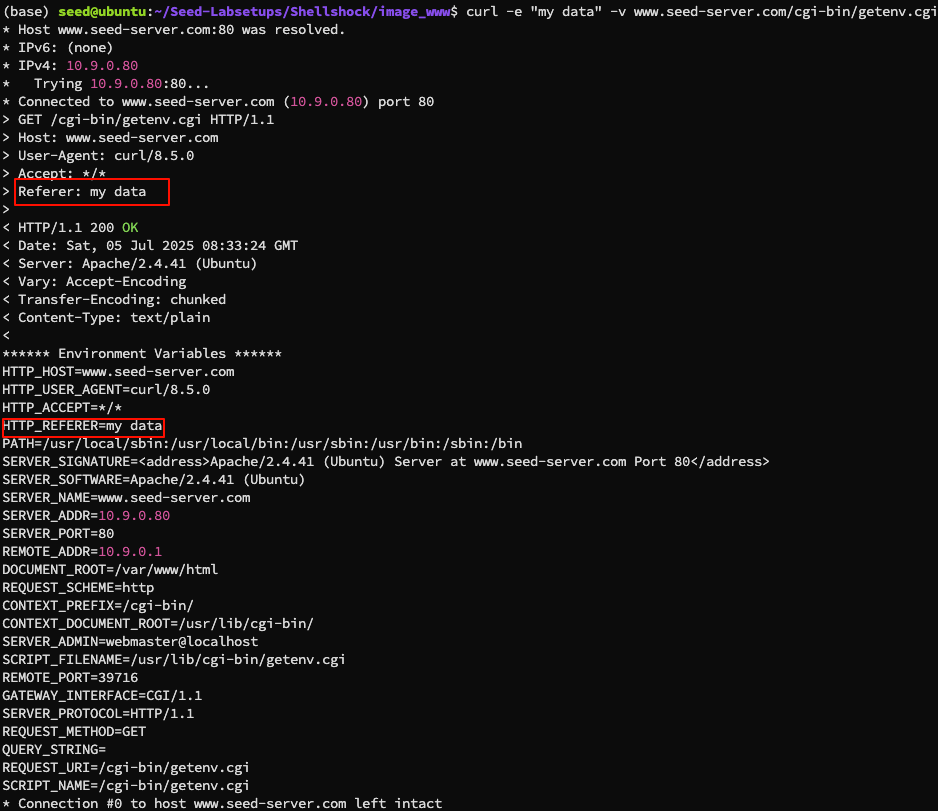 (base) seed@ubuntu:~/Seed-Labsetups/Shellshock/image_www$ curl -e "my data" -v www.seed-server.com/cgi-bin/getenv.cgi
* Host www.seed-server.com:80 was resolved.
* IPv6: (none)
* IPv4: 10.9.0.80
*   Trying 10.9.0.80:80...
* Connected to www.seed-server.com (10.9.0.80) port 80
> GET /cgi-bin/getenv.cgi HTTP/1.1
> Host: www.seed-server.com
> User-Agent: curl/8.5.0
> Accept: */*
> Referer: my data
>
< HTTP/1.1 200 OK
< Date: Sat, 05 Jul 2025 08:33:24 GMT
< Server: Apache/2.4.41 (Ubuntu)
< Vary: Accept-Encoding
< Transfer-Encoding: chunked
< Content-Type: text/plain
<
****** Environment Variables ******
HTTP_HOST=www.seed-server.com
HTTP_USER_AGENT=curl/8.5.0
HTTP_ACCEPT=*/*
HTTP_REFERER=my data
PATH=/usr/local/sbin:/usr/local/bin:/usr/sbin:/usr/bin:/sbin:/bin
SERVER_SIGNATURE=<address>Apache/2.4.41 (Ubuntu) Server at www.seed-server.com Port 80</address>
SERVER_SOFTWARE=Apache/2.4.41 (Ubuntu)
SERVER_NAME=www.seed-server.com
SERVER_ADDR=10.9.0.80
SERVER_PORT=80
REMOTE_ADDR=10.9.0.1
DOCUMENT_ROOT=/var/www/html
REQUEST_SCHEME=http
CONTEXT_PREFIX=/cgi-bin/
CONTEXT_DOCUMENT_ROOT=/usr/lib/cgi-bin/
SERVER_ADMIN=webmaster@localhost
SCRIPT_FILENAME=/usr/lib/cgi-bin/getenv.cgi
REMOTE_PORT=39716
GATEWAY_INTERFACE=CGI/1.1
SERVER_PROTOCOL=HTTP/1.1
REQUEST_METHOD=GET
QUERY_STRING=
REQUEST_URI=/cgi-bin/getenv.cgi
SCRIPT_NAME=/cgi-bin/getenv.cgi
* Connection #0 to host www.seed-server.com left intact